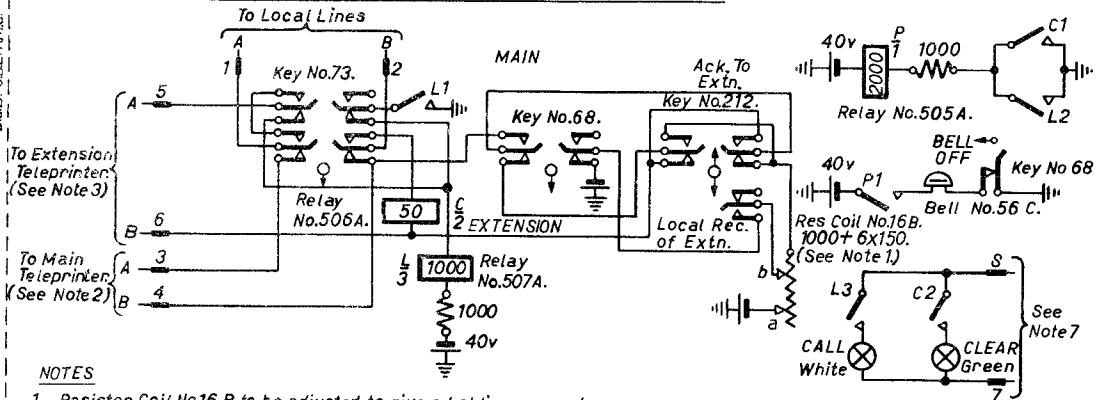 To Local Lines
A
B
1
2
MAIN
Key No.73.
L1
A
5
Ack. To
Extn.
Key No.212.
Key No.68.
40v
P
1
2000
1000
Relay No.505A.
C1
L2
To Extension
Teleprinter
(See Note 3)
Relay
No.506A.
50
C
2
EXTENSION
Local Rec.
of Extn.
B
6
40v
P1
BELL
OFF
Bell No.56 C.
Key No 68
Res Coil No.16B.
1000+6x150.
(See Note 1.)
To Main
Teleprinter
(See Note 2)
A
3
B
4
L
3
1000
Relay
No.507A.
1000
40v
b
a
L3
C2
8
7
See
Note 7
CALL
White
CLEAR
Green
NOTES